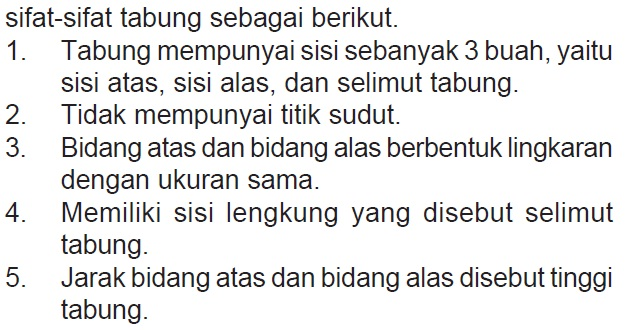 sifat-sifat tabung sebagai berikut.
1. Tabung mempunyai sisi sebanyak 3 buah, yaitu
sisi atas, sisi alas, dan selimut tabung.
2. Tidak mempunyai titik sudut.
3. Bidang atas dan bidang alas berbentuk lingkaran
dengan ukuran sama.
4. Memiliki sisi lengkung yang disebut selimut
tabung.
5. Jarak bidang atas dan bidang alas disebut tinggi
tabung.